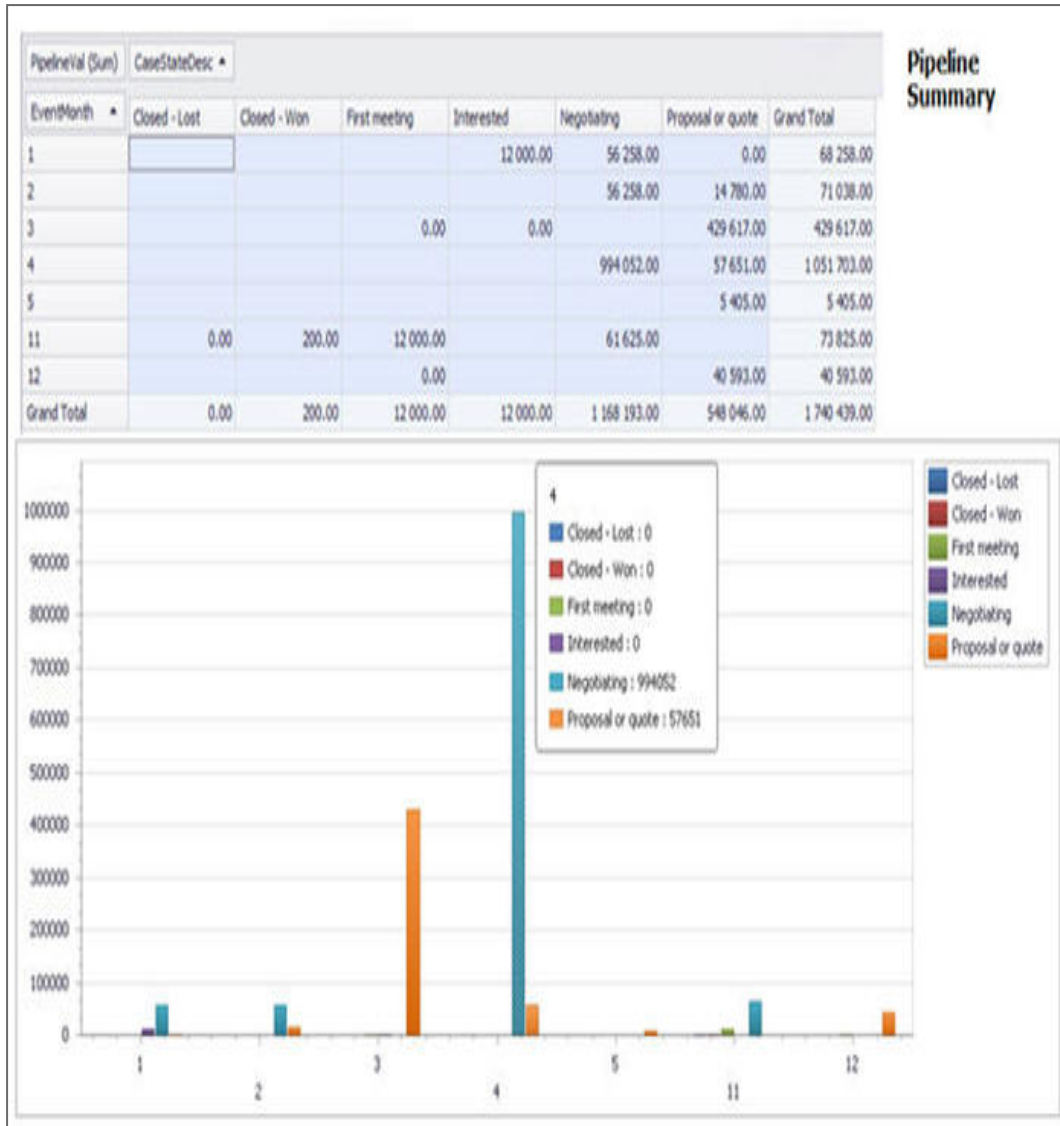 PipelineVal (Sum) CaseStateDesc
Pipeline
Summary
EventMonth Closed - Lost Closed - Won First meeting Interested Negotiating Proposal or quote Grand Total
1 12 000.00 56 258.00 0.00 68 258.00
2 56 258.00 14 780.00 71 038.00
3 0.00 0.00 429 617.00 429 617.00
4 994 052.00 57 651.00 1 051 703.00
5 5 405.00 5 405.00
11 0.00 200.00 12 000.00 61 625.00 73 825.00
12 0.00 40 593.00 40 593.00
Grand Total 0.00 200.00 12 000.00 12 000.00 1 168 193.00 548 046.00 1 740 439.00
1000000
900000
800000
700000
600000
500000
400000
300000
200000
100000
0
4
Closed - Lost : 0
Closed - Won : 0
First meeting : 0
Interested : 0
Negotiating : 994052
Proposal or quote : 57651
Closed - Lost
Closed - Won
First meeting
Interested
Negotiating
Proposal or quote
1 3 5 12
2 4 11